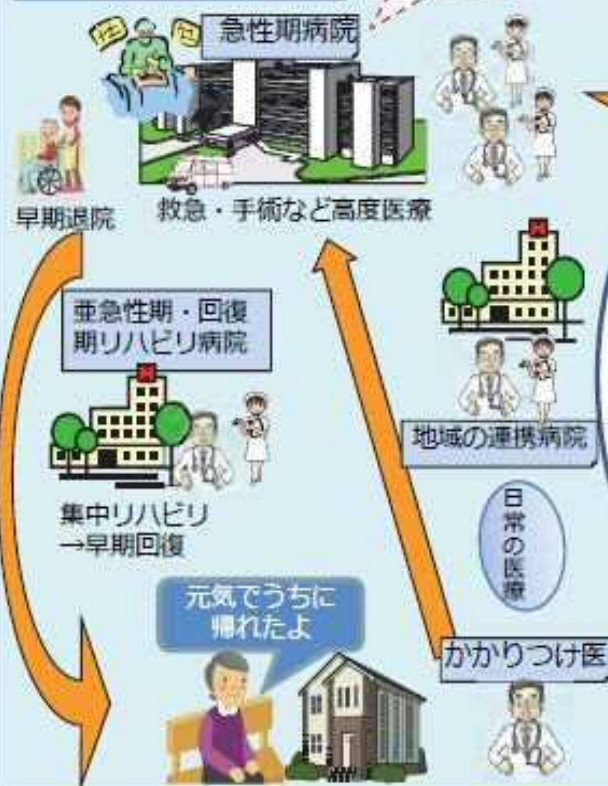 急性期病院
早期退院
救急・手術など高度医療
亜急性期・回復
期リハビリ病院
H
H
地域の連携病院
集中リハビリ
→早期回復
日常の医療
元気でうちに
帰れたよ
かかりつけ医